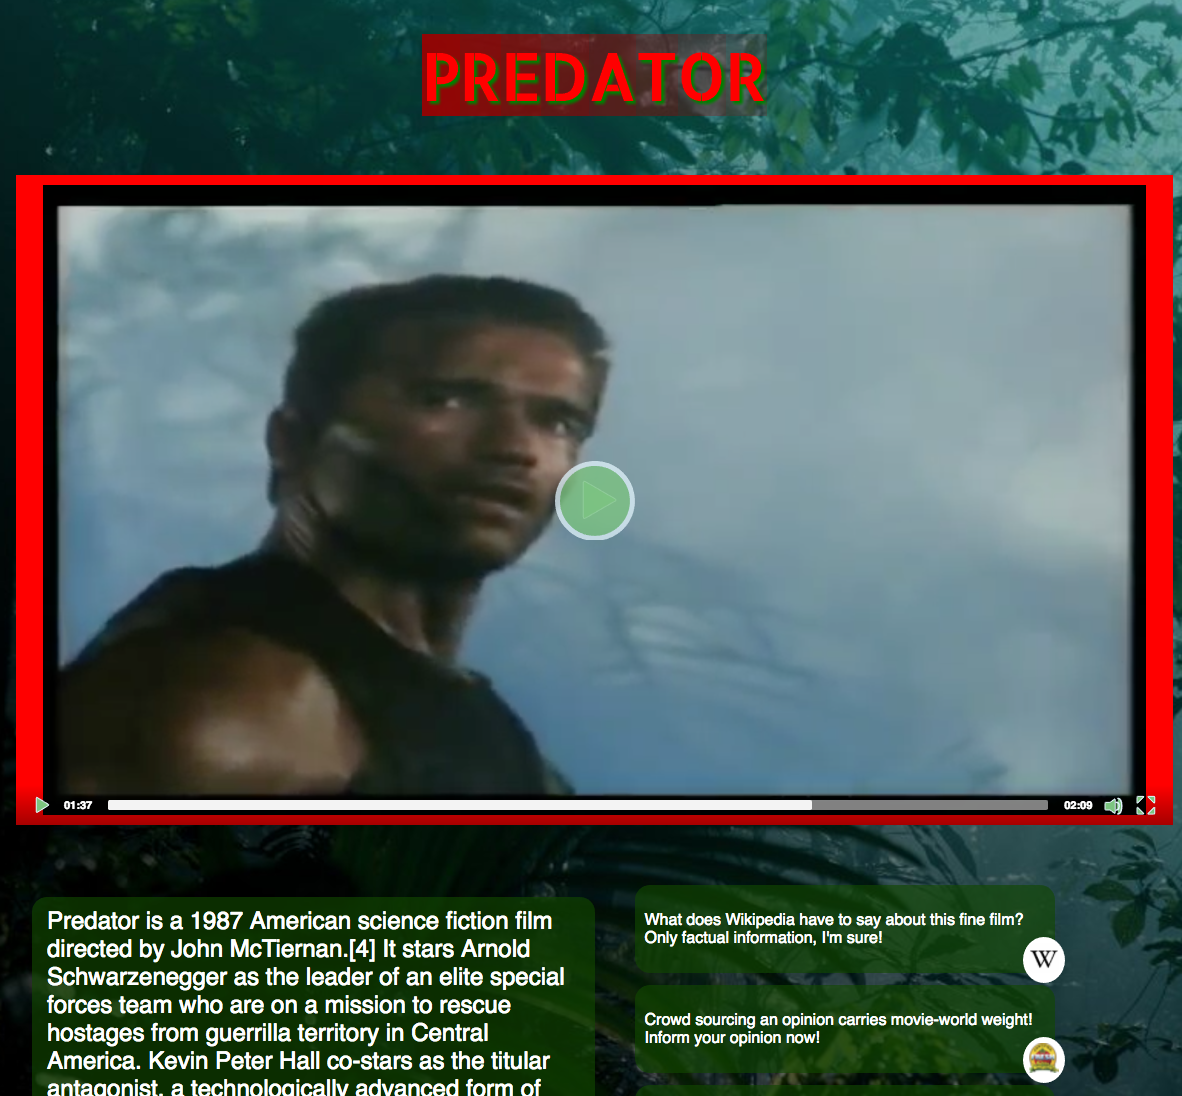 PREDATOR
01:37
02:09
Predator is a 1987 American science fiction film
directed by John McTiernan.[4] It stars Arnold
Schwarzenegger as the leader of an elite special
forces team who are on a mission to rescue
hostages from guerrilla territory in Central
America. Kevin Peter Hall co-stars as the titular
antagonist, a technologically advanced form of
What does Wikipedia have to say about this fine film?
Only factual information, I'm sure!
W
Crowd sourcing an opinion carries movie-world weight!
Inform your opinion now!